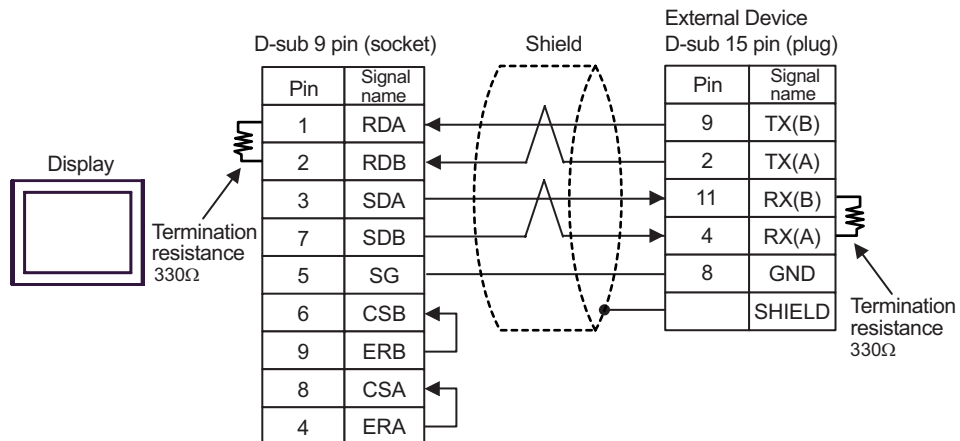 External Device
D-sub 9 pin (socket)
Shield
D-sub 15 pin (plug)
Pin
Signal
name
Pin
Signal
name
1
RDA
9
TX(B)
2
RDB
2
TX(A)
Display
3
SDA
11
RX(B)
7
SDB
4
RX(A)
Termination
resistance
330Ω
5
SG
8
GND
6
CSB
SHIELD
Termination
resistance
330Ω
9
ERB
8
CSA
4
ERA